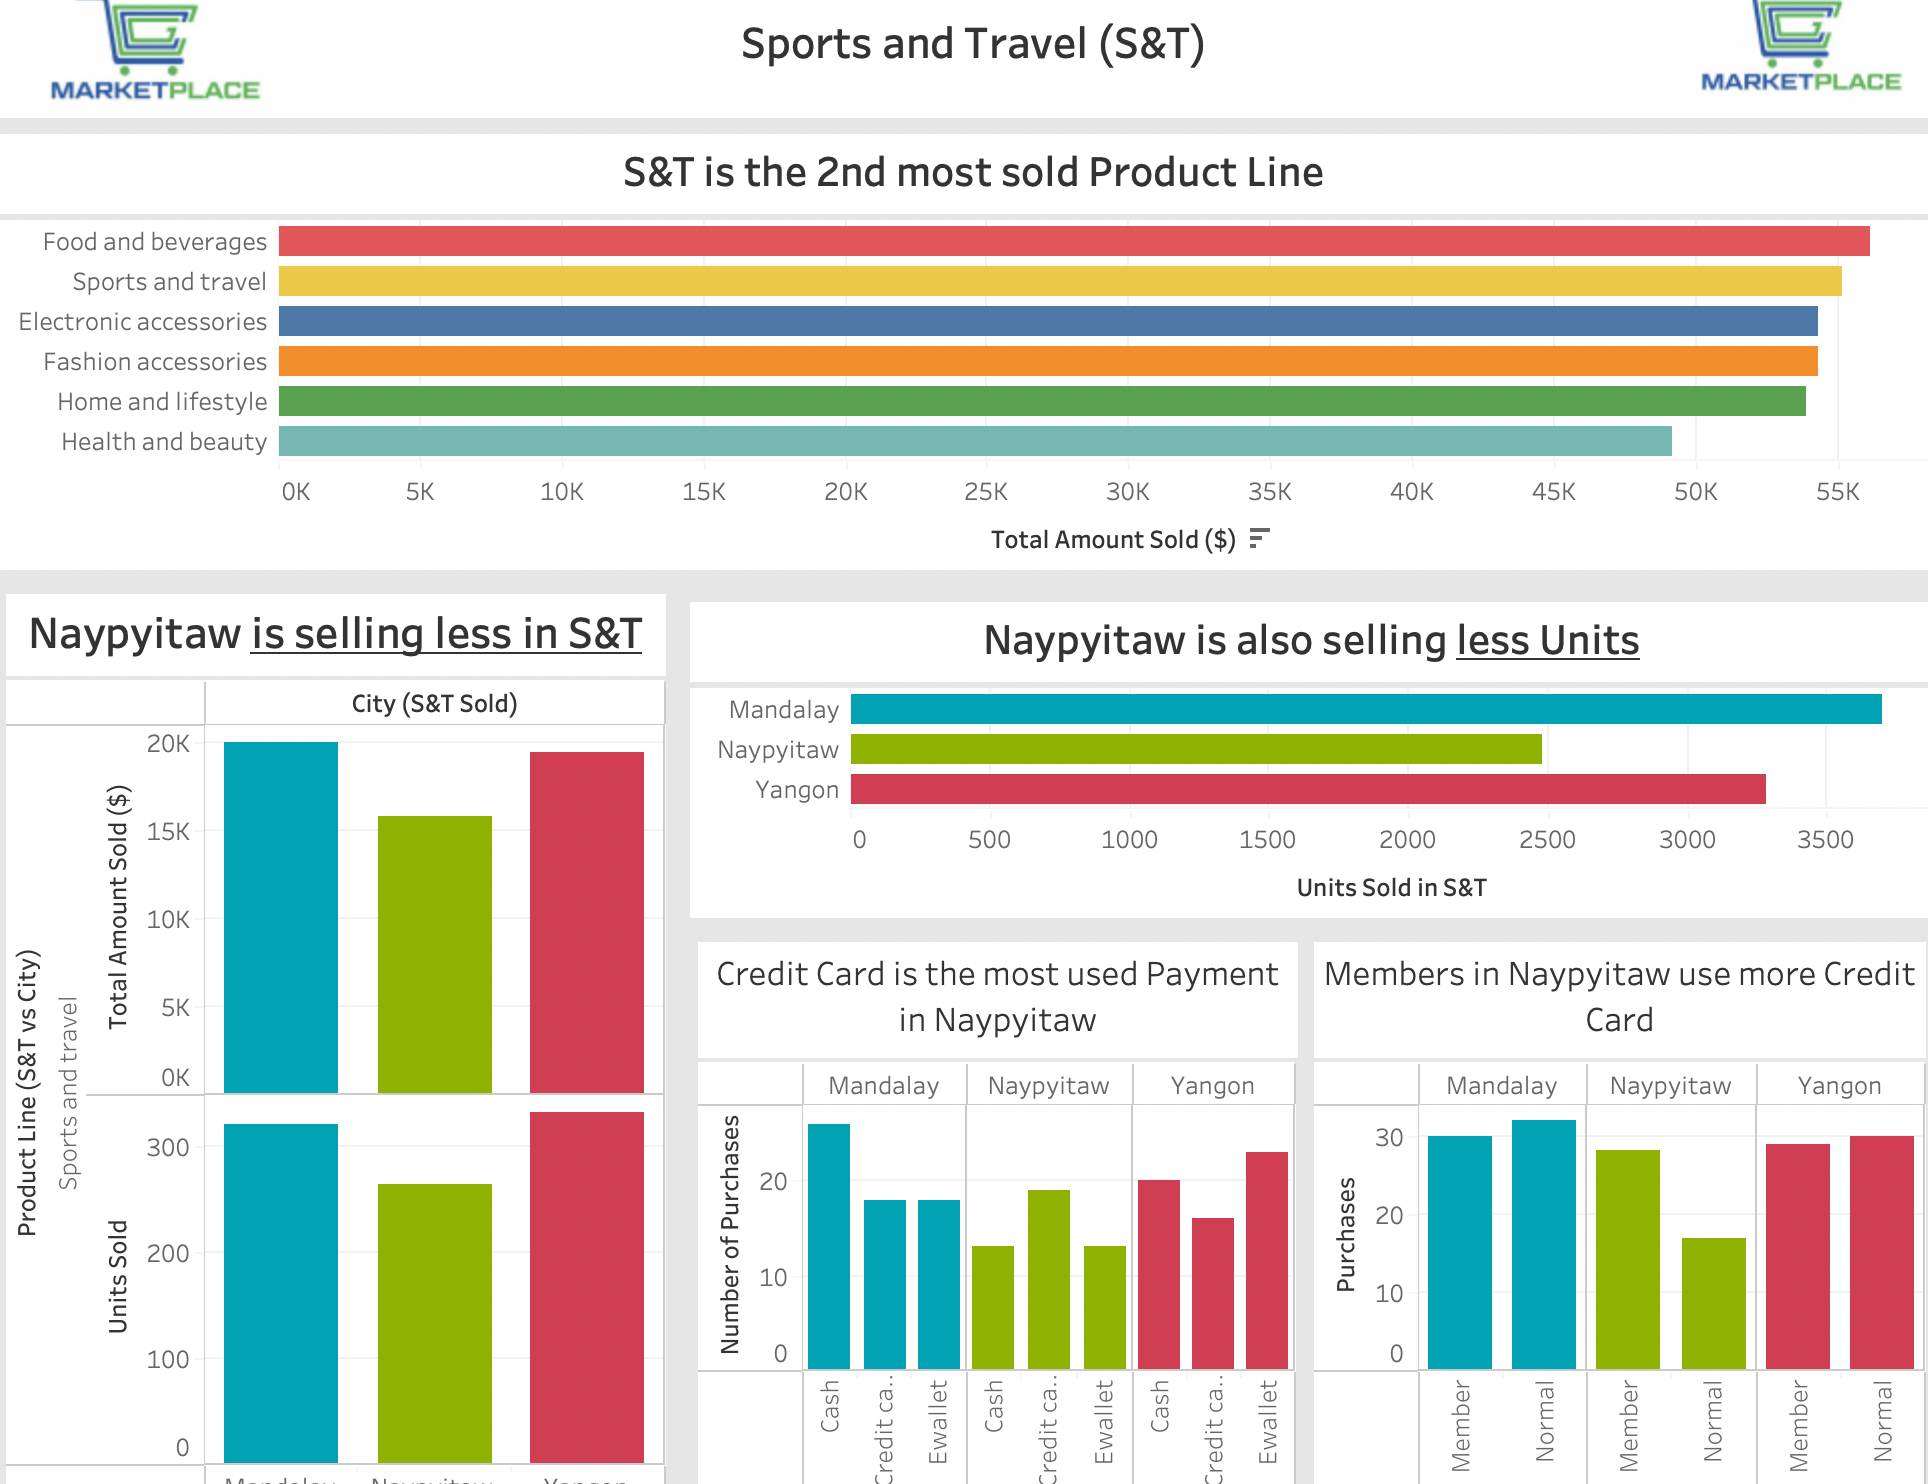 MARKETPLACE
Sports and Travel (S&T)
MARKETPLACE
S&T is the 2nd most sold Product Line
Food and beverages
Sports and travel
Electronic accessories
Fashion accessories
Home and lifestyle
Health and beauty
0K 5K 10K 15K 20K 25K 30K 35K 40K 45K 50K 55K
Total Amount Sold ($)
Naypyitaw is selling less in S&T
City (S&T Sold)
Product Line (S&T vs City)
Sports and travel
Total Amount Sold ($)
20K
15K
10K
5K
0K
Units Sold
300
200
100
0
Mandalay Naypyitaw Yangon
Naypyitaw is also selling less Units
Mandalay
Naypyitaw
Yangon
0 500 1000 1500 2000 2500 3000 3500
Units Sold in S&T
Credit Card is the most used Payment
in Naypyitaw
Mandalay Naypyitaw Yangon
Number of Purchases
20
10
0
Cash Credit ca.. Ewallet Cash Credit ca.. Ewallet Cash Credit ca.. Ewallet
Members in Naypyitaw use more Credit
Card
Mandalay Naypyitaw Yangon
Purchases
30
20
10
0
Member Normal Member Normal Member Normal